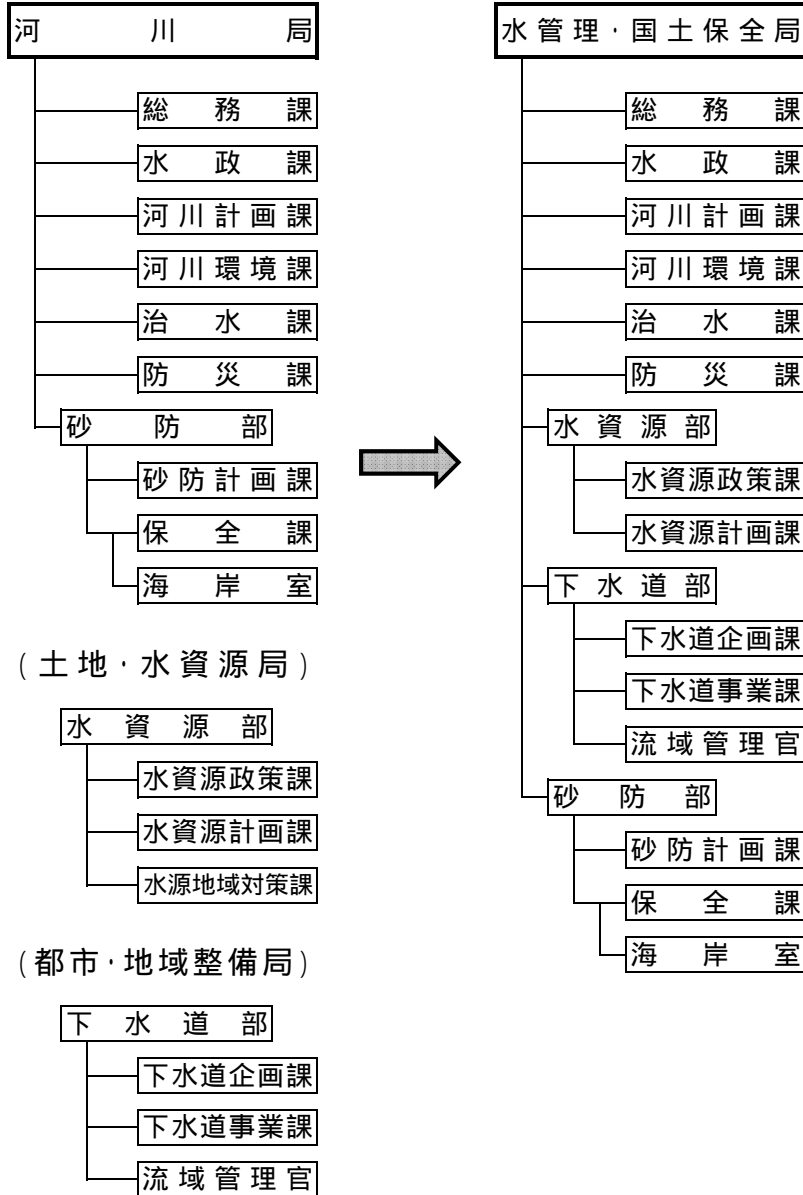 河川局
総務課
水政課
河川計画課
河川環境課
治水課
防災課
砂防部
砂防計画課
保全課
海岸室
(土地・水資源局)
水資源部
水資源政策課
水資源計画課
水源地域対策課
(都市・地域整備局)
下水道部
下水道企画課
下水道事業課
流域管理官
水管理・国土保全局
総務課
水政課
河川計画課
河川環境課
治水課
防災課
水資源部
水資源政策課
水資源計画課
下水道部
下水道企画課
下水道事業課
流域管理官
砂防部
砂防計画課
保全課
海岸室